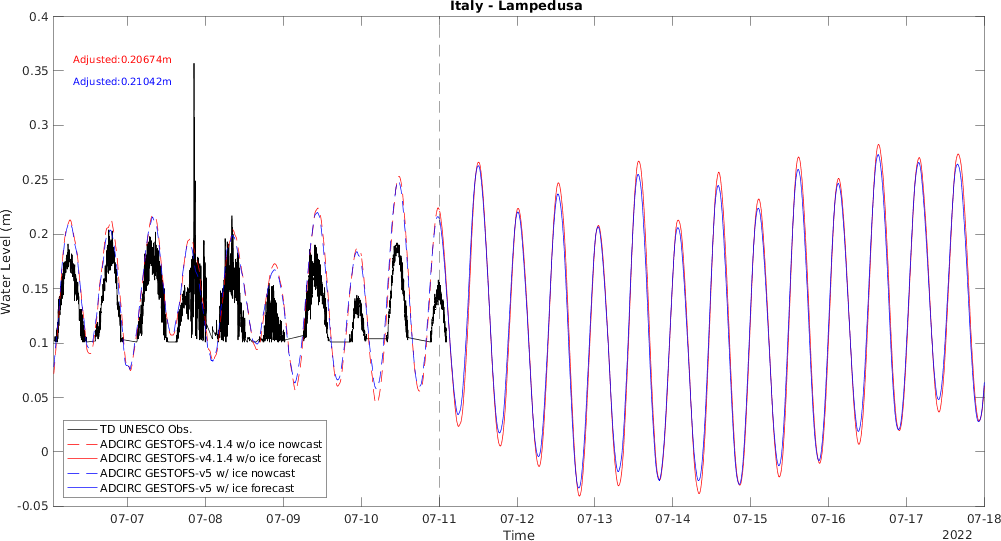 Italy - Lampedusa
0.4
0.35
0.3
0.25
0.2
0.15
0.1
0.05
0
-0.05
Water Level (m)
Adjusted:0.20674m
Adjusted:0.21042m
TD UNESCO Obs.
ADCIRC GESTOFS-v4.1.4 w/o ice nowcast
ADCIRC GESTOFS-v4.1.4 w/o ice forecast
ADCIRC GESTOFS-v5 w/ ice nowcast
ADCIRC GESTOFS-v5 w/ ice forecast
07-07 07-08 07-09 07-10 07-11 07-12 07-13 07-14 07-15 07-16 07-17 07-18
Time
2022